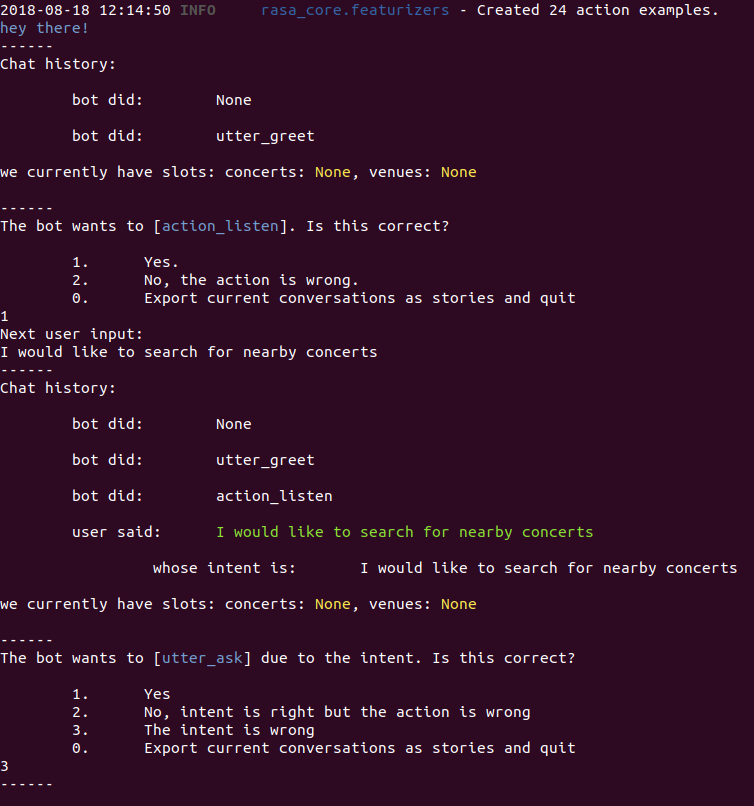 2018-08-18 12:14:50 INFO     rasa_core.featurizers - Created 24 action examples.
hey there!
------
Chat history:
bot did:        None
bot did:        utter_greet
we currently have slots: concerts: None, venues: None
------
The bot wants to [action_listen]. Is this correct?
1.      Yes.
2.      No, the action is wrong.
0.      Export current conversations as stories and quit
1
Next user input:
I would like to search for nearby concerts
------
Chat history:
bot did:        None
bot did:        utter_greet
bot did:        action_listen
user said:      I would like to search for nearby concerts
whose intent is:       I would like to search for nearby concerts
we currently have slots: concerts: None, venues: None
------
The bot wants to [utter_ask] due to the intent. Is this correct?
1.      Yes
2.      No, intent is right but the action is wrong
3.      The intent is wrong
0.      Export current conversations as stories and quit
3
------